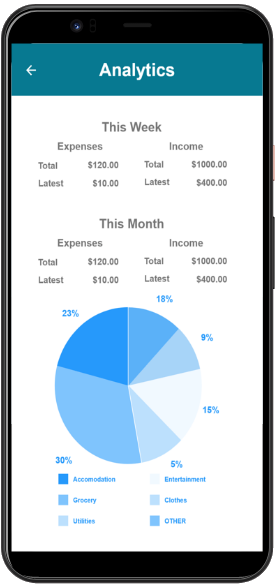 Analytics
This Week
Expenses Income
Total $120.00 Total $1000.00
Latest $10.00 Latest $400.00
This Month
Expenses Income
Total $120.00 Total $1000.00
Latest $10.00 Latest $400.00
18%
23%
9%
15%
30%
5%
Accomodation Entertainment
Grocery Clothes
Utilities OTHER